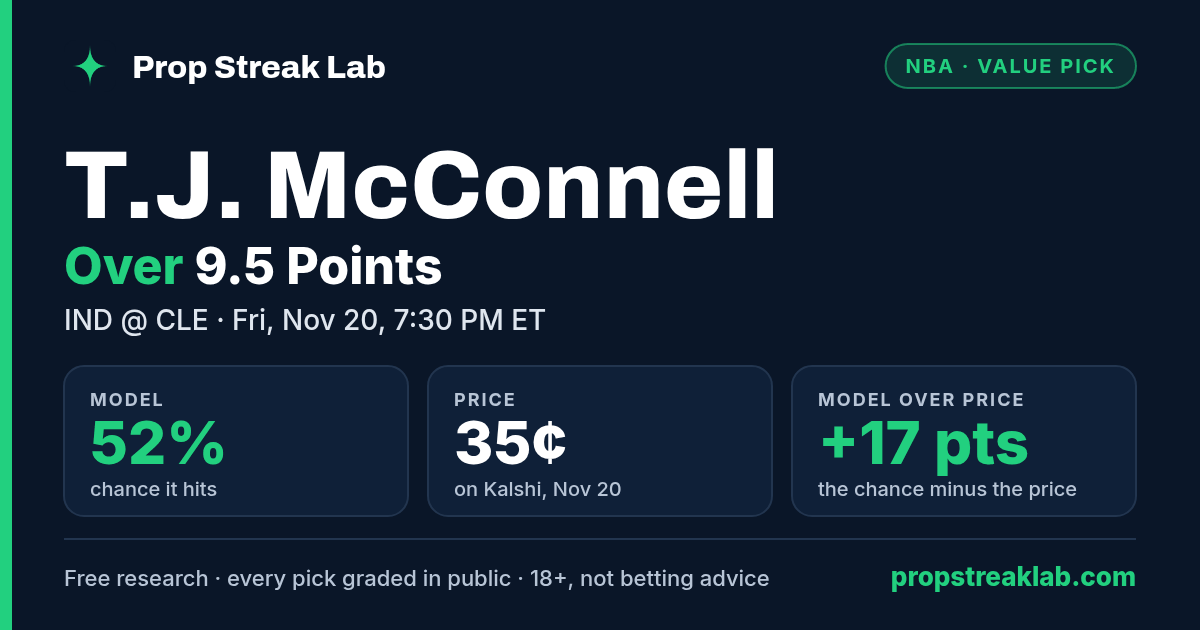 Prop Streak Lab
NBA · VALUE PICK
T.J. McConnell
Over 9.5 Points
IND @ CLE · Fri, Nov 20, 7:30 PM ET
MODEL
52%
chance it hits
PRICE
35¢
on Kalshi, Nov 20
MODEL OVER PRICE
+17 pts
the chance minus the price
Free research · every pick graded in public · 18+, not betting advice
propstreaklab.com